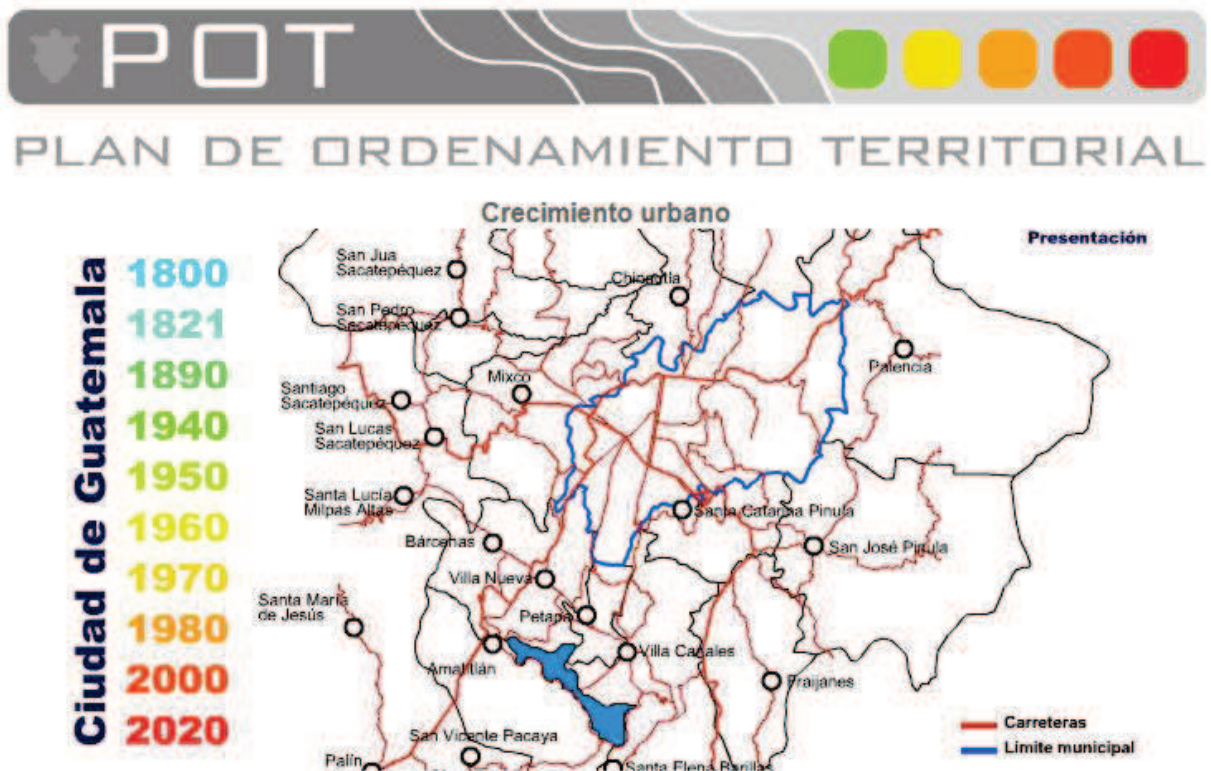 POT
PLAN DE ORDENAMIENTO TERRITORIAL
Crecimiento urbano
Presentación
Ciudad de Guatemala
1800
1821
1890
1940
1950
1960
1970
1980
2000
2020
San Jua
Sacatepéquez
San Pedro
Sacatepéquez
Santiago
Sacatepéquez
San Lucas
Sacatepéquez
Santa Lucía
Milpas Altas
Bárcenas
Villa Nueva
Santa María
de Jesús
Petapa
Amatitlán
San Vicente Pacaya
Palín
Mixco
Palencia
Santa Catarina Pinula
San José Pinula
Villa Canales
Fraijanes
Santa Elena Barillas
Carreteras
Límite municipal